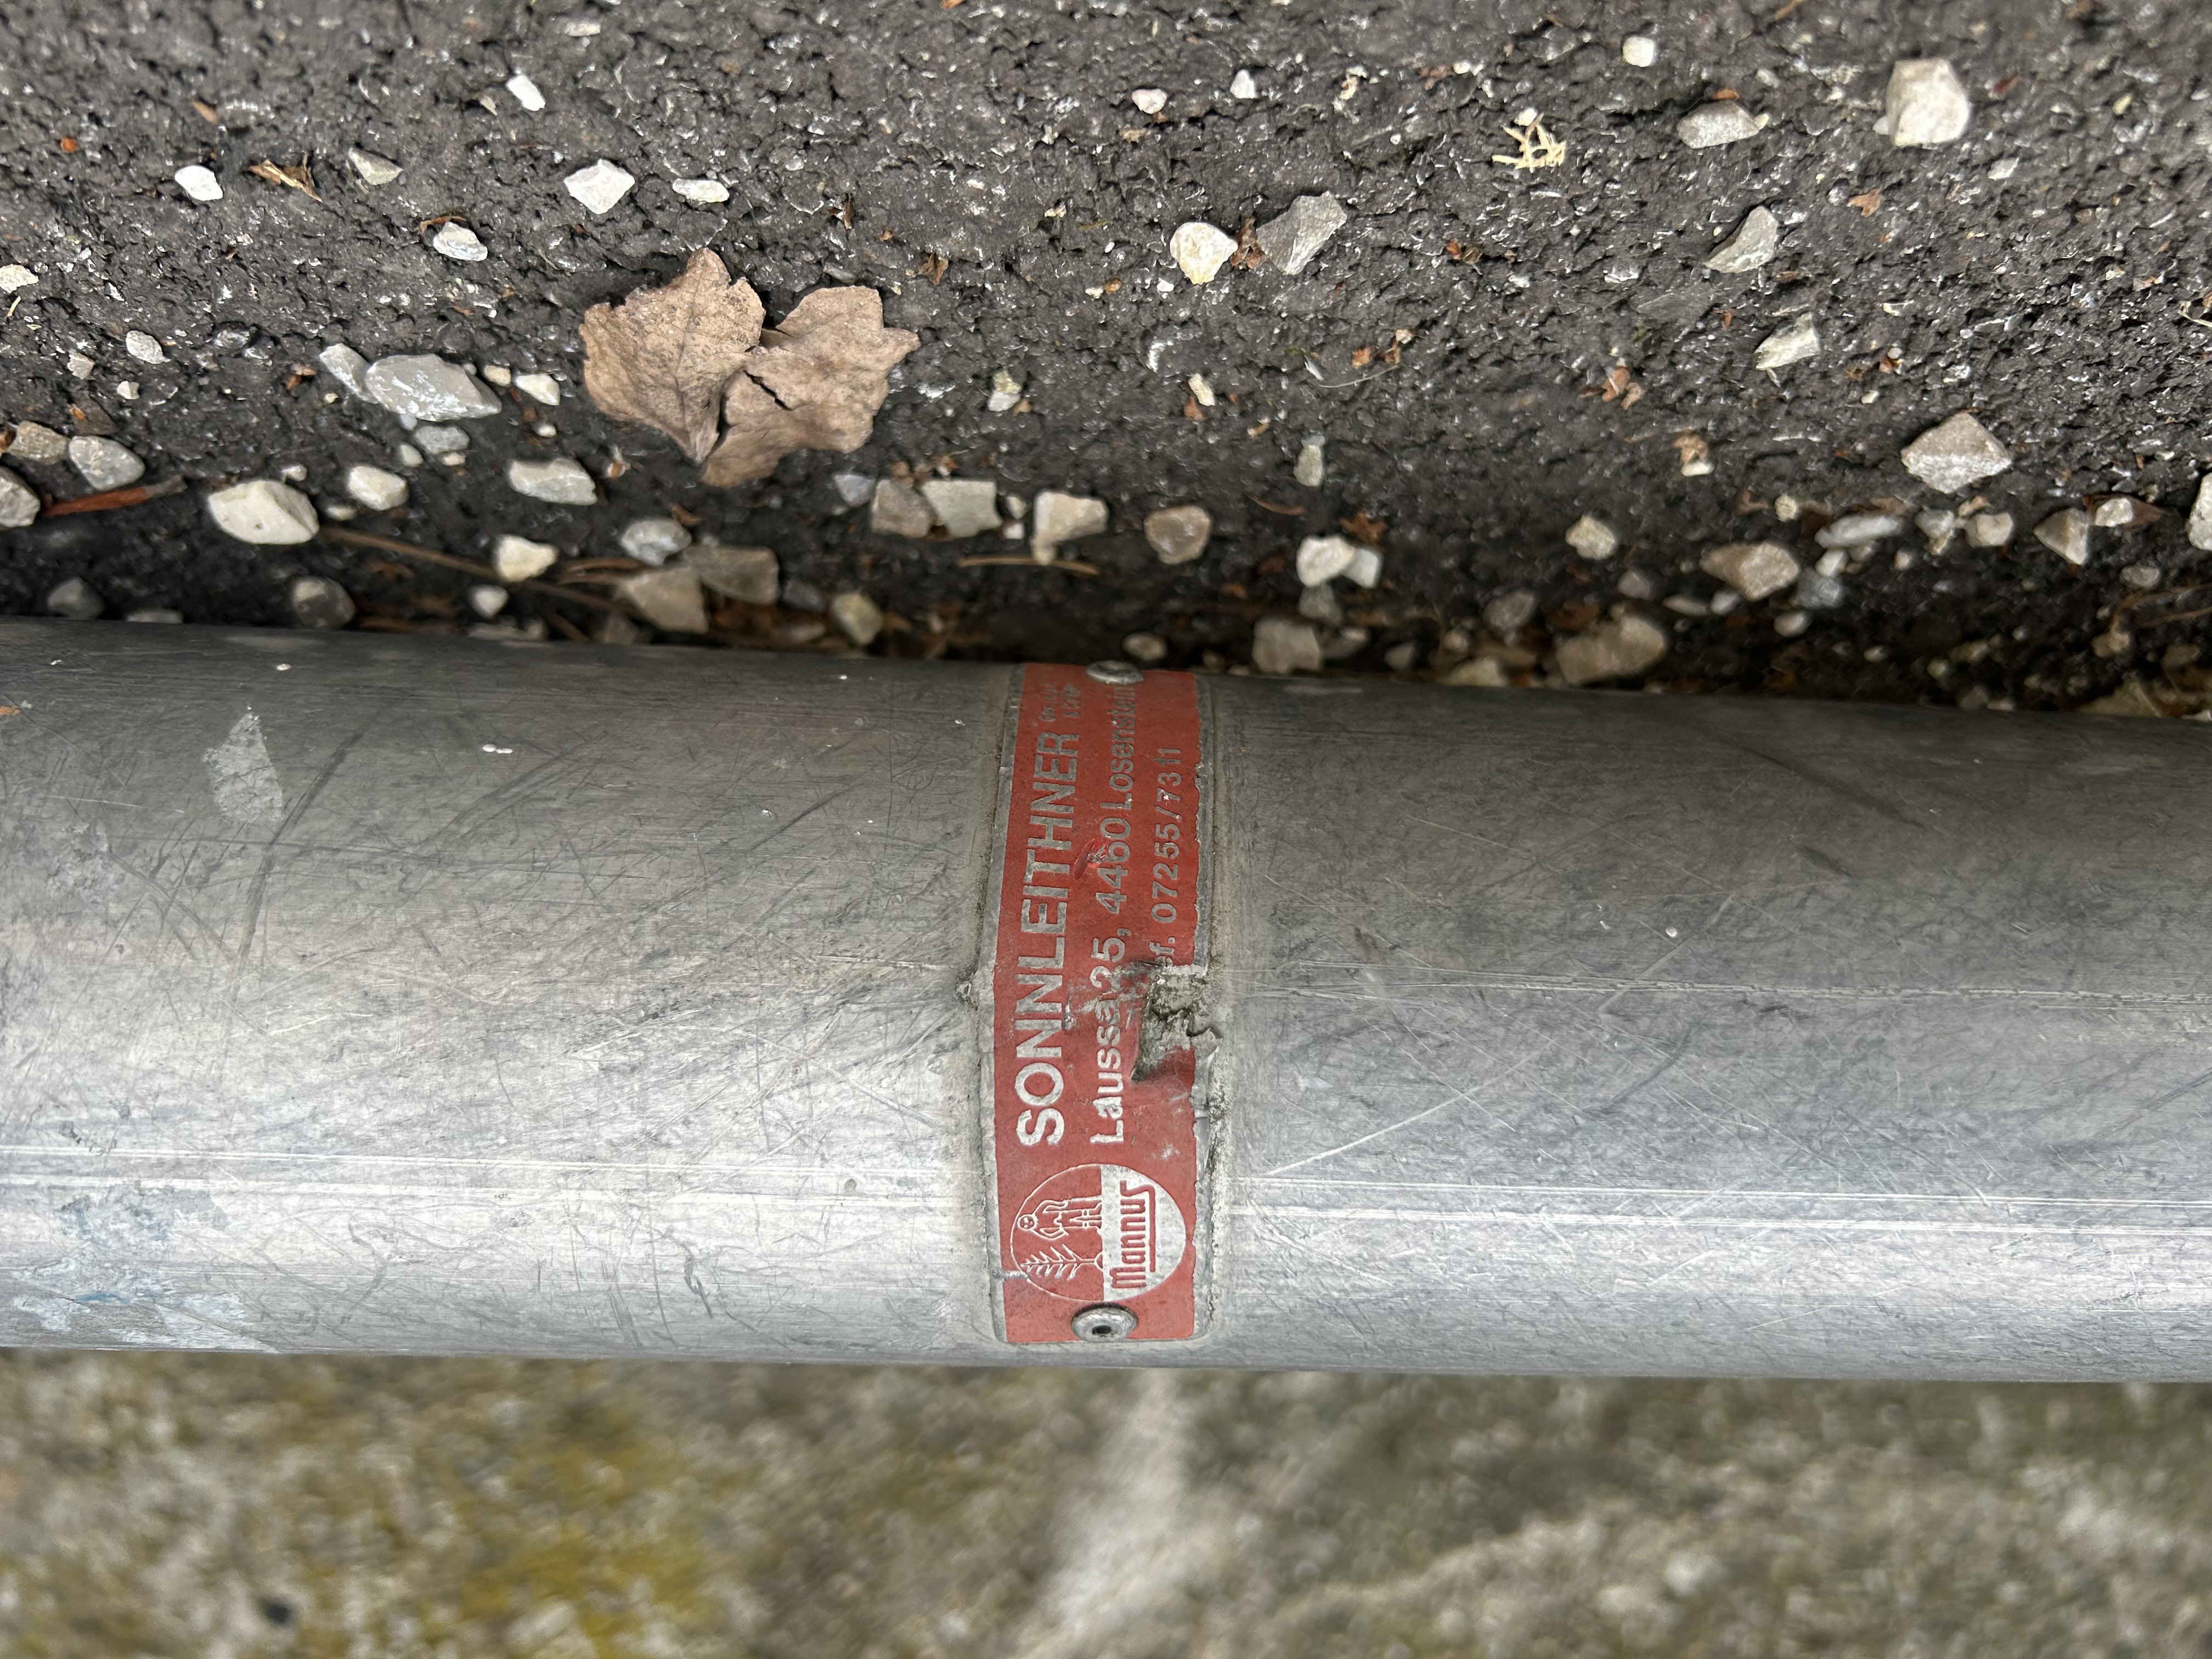 SONNLEITHNER
Laussa 25, 4460 Losenstein
07255/7311
Mannus